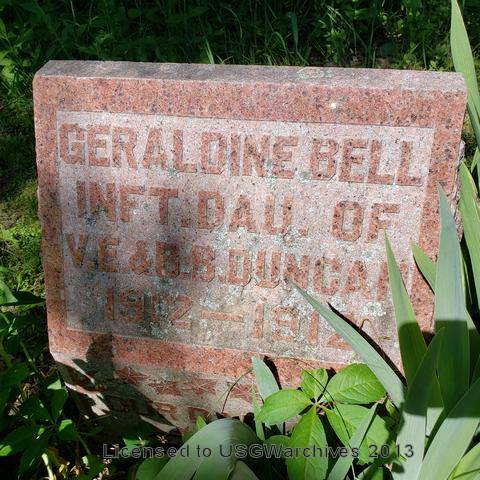 GERALDINE BELL
INFT. DAU. OF
V.E. & B.B. DUNCAN
1912 — 1912
Licensed to USGWarchives 2013